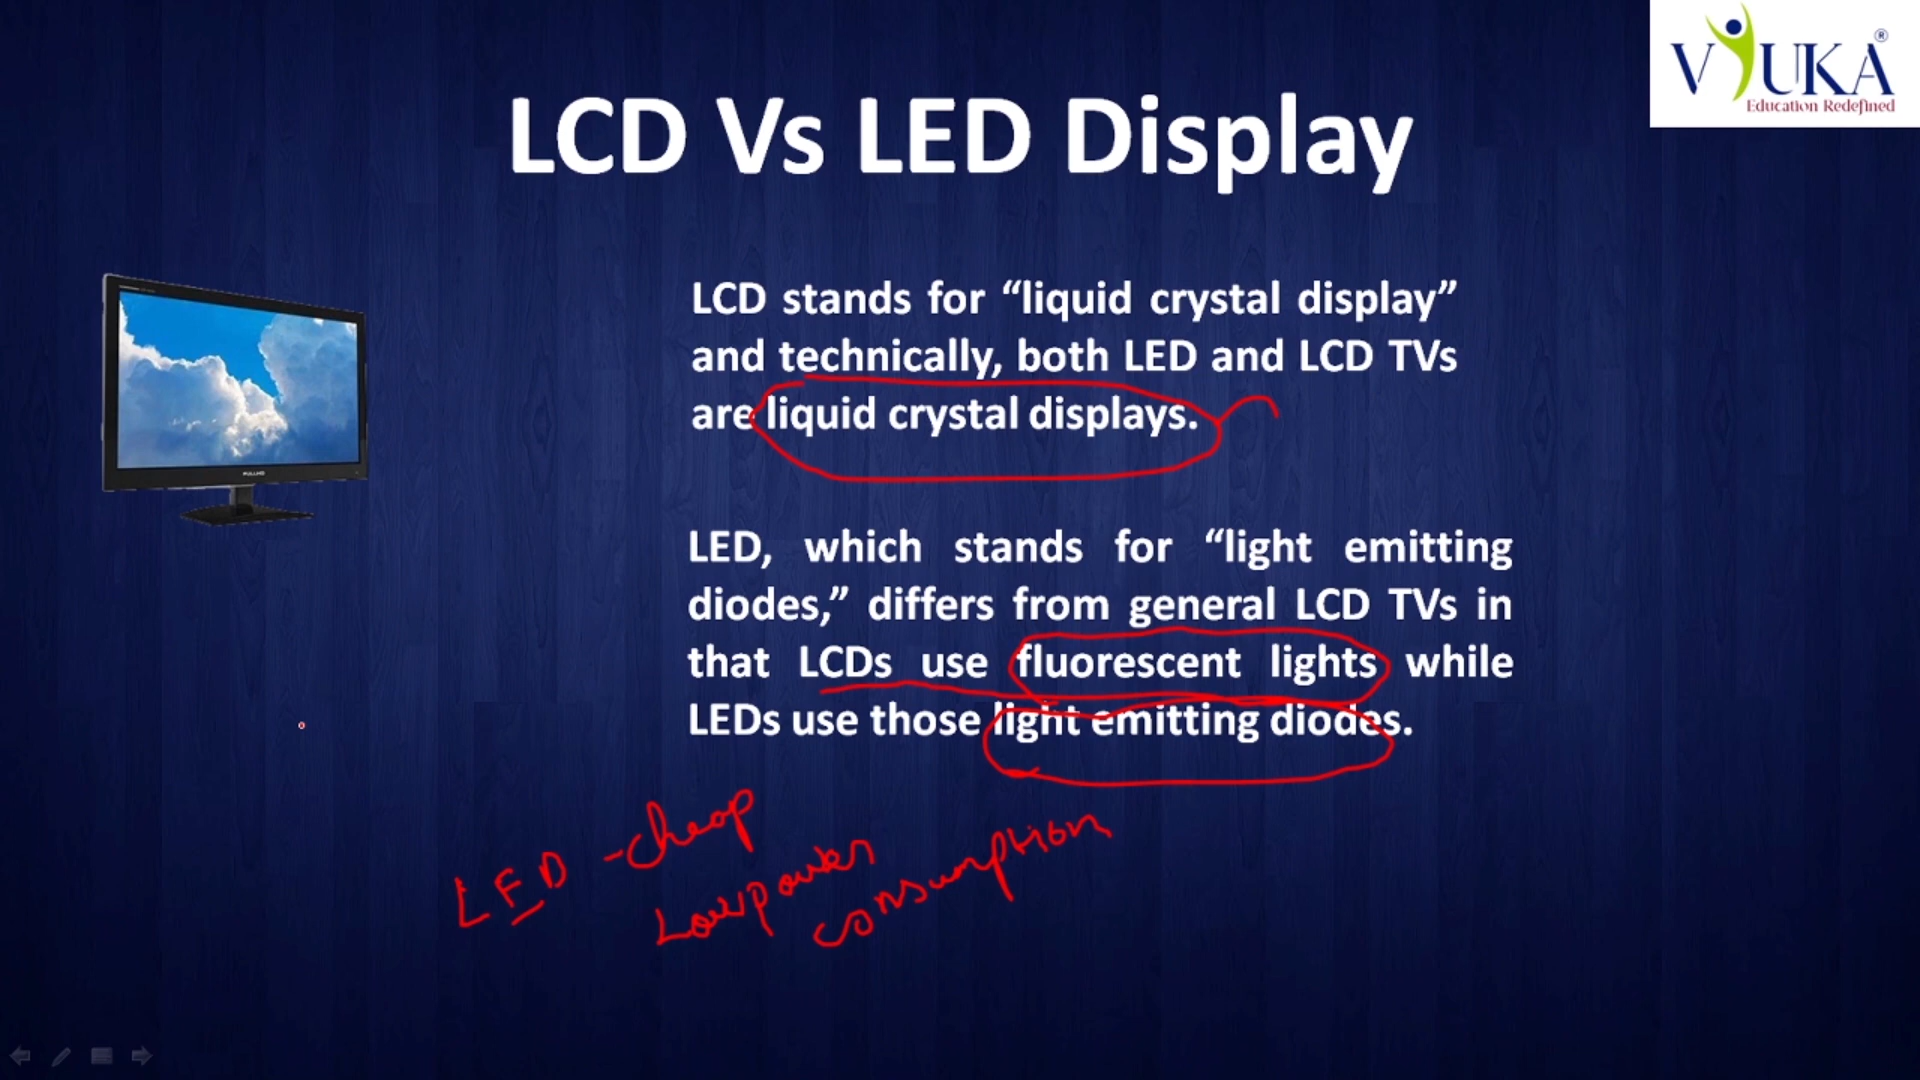 VYUKA®
Education Redefined
LCD Vs LED Display
LCD stands for “liquid crystal display”
and technically, both LED and LCD TVs
are liquid crystal displays.
LED, which stands for “light emitting
diodes,” differs from general LCD TVs in
that LCDs use fluorescent lights while
LEDs use those light emitting diodes.
LED - cheap
Low power
consumption
FULLHD